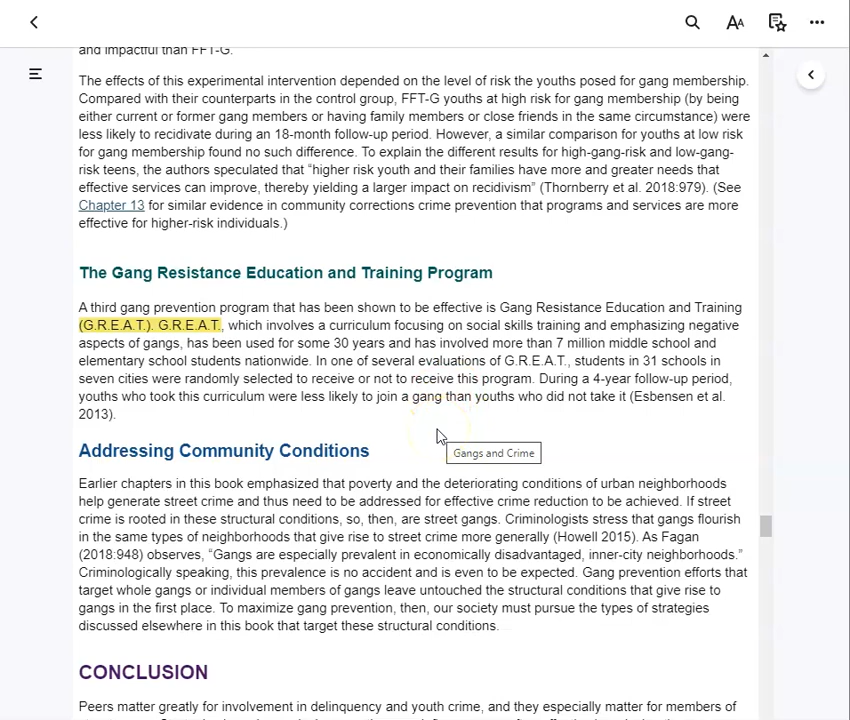 and impactful than FFT-G.
The effects of this experimental intervention depended on the level of risk the youths posed for gang membership.
Compared with their counterparts in the control group, FFT-G youths at high risk for gang membership (by being
either current or former gang members or having family members or close friends in the same circumstance) were
less likely to recidivate during an 18-month follow-up period. However, a similar comparison for youths at low risk
for gang membership found no such difference. To explain the different results for high-gang-risk and low-gang-
risk teens, the authors speculated that “higher risk youth and their families have more and greater needs that
effective services can improve, thereby yielding a larger impact on recidivism” (Thornberry et al. 2018:979). (See
Chapter 13 for similar evidence in community corrections crime prevention that programs and services are more
effective for higher-risk individuals.)
The Gang Resistance Education and Training Program
A third gang prevention program that has been shown to be effective is Gang Resistance Education and Training
(G.R.E.A.T.). G.R.E.A.T., which involves a curriculum focusing on social skills training and emphasizing negative
aspects of gangs, has been used for some 30 years and has involved more than 7 million middle school and
elementary school students nationwide. In one of several evaluations of G.R.E.A.T., students in 31 schools in
seven cities were randomly selected to receive or not to receive this program. During a 4-year follow-up period,
youths who took this curriculum were less likely to join a gang than youths who did not take it (Esbensen et al.
2013).
Addressing Community Conditions
Gangs and Crime
Earlier chapters in this book emphasized that poverty and the deteriorating conditions of urban neighborhoods
help generate street crime and thus need to be addressed for effective crime reduction to be achieved. If street
crime is rooted in these structural conditions, so, then, are street gangs. Criminologists stress that gangs flourish
in the same types of neighborhoods that give rise to street crime more generally (Howell 2015). As Fagan
(2018:948) observes, “Gangs are especially prevalent in economically disadvantaged, inner-city neighborhoods.”
Criminologically speaking, this prevalence is no accident and is even to be expected. Gang prevention efforts that
target whole gangs or individual members of gangs leave untouched the structural conditions that give rise to
gangs in the first place. To maximize gang prevention, then, our society must pursue the types of strategies
discussed elsewhere in this book that target these structural conditions.
CONCLUSION
Peers matter greatly for involvement in delinquency and youth crime, and they especially matter for members of